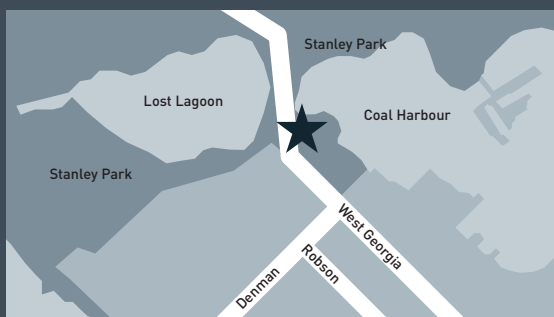 Stanley Park
Lost Lagoon
Coal Harbour
Stanley Park
West Georgia
Robson
Denman